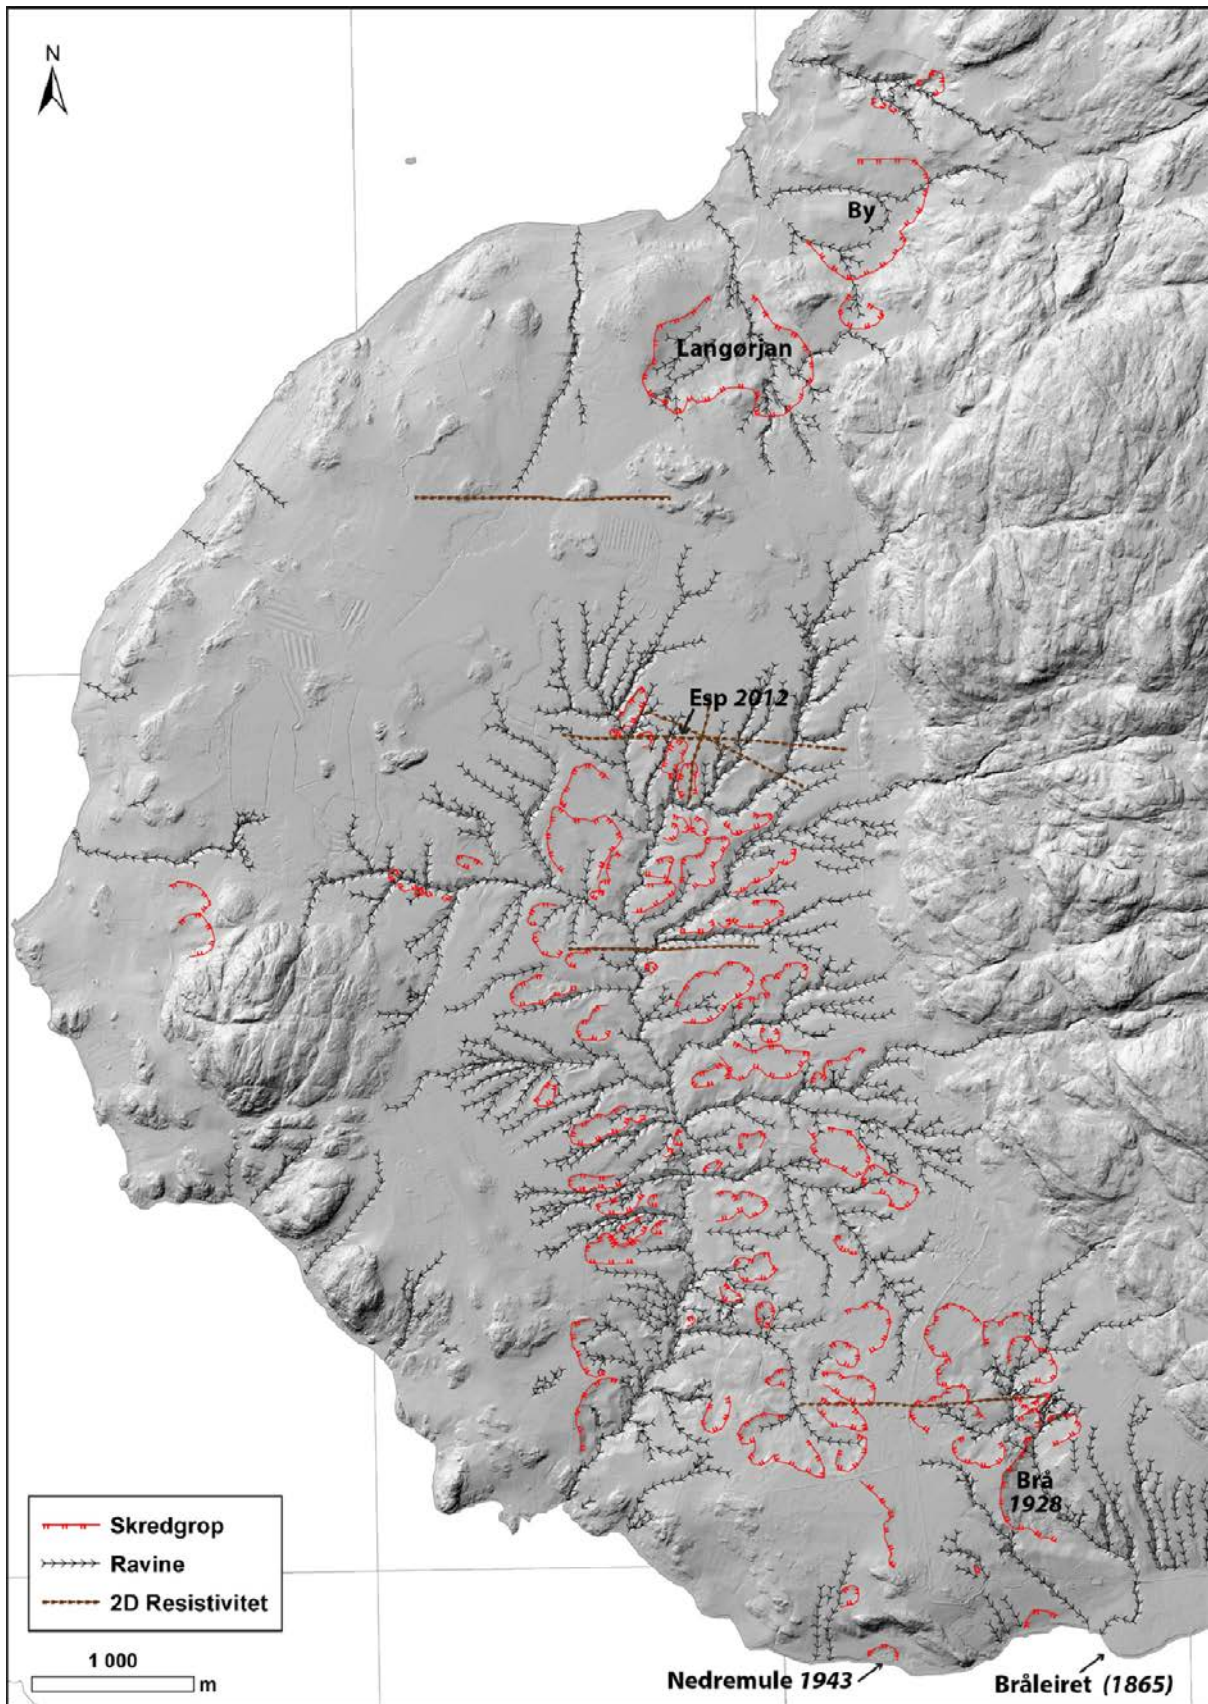 N
By
Langørjan
Esp 2012
Brå
1928
Skredgrop
Ravine
2D Resistivitet
1 000
m
Nedremule 1943
Bråleiret (1865)